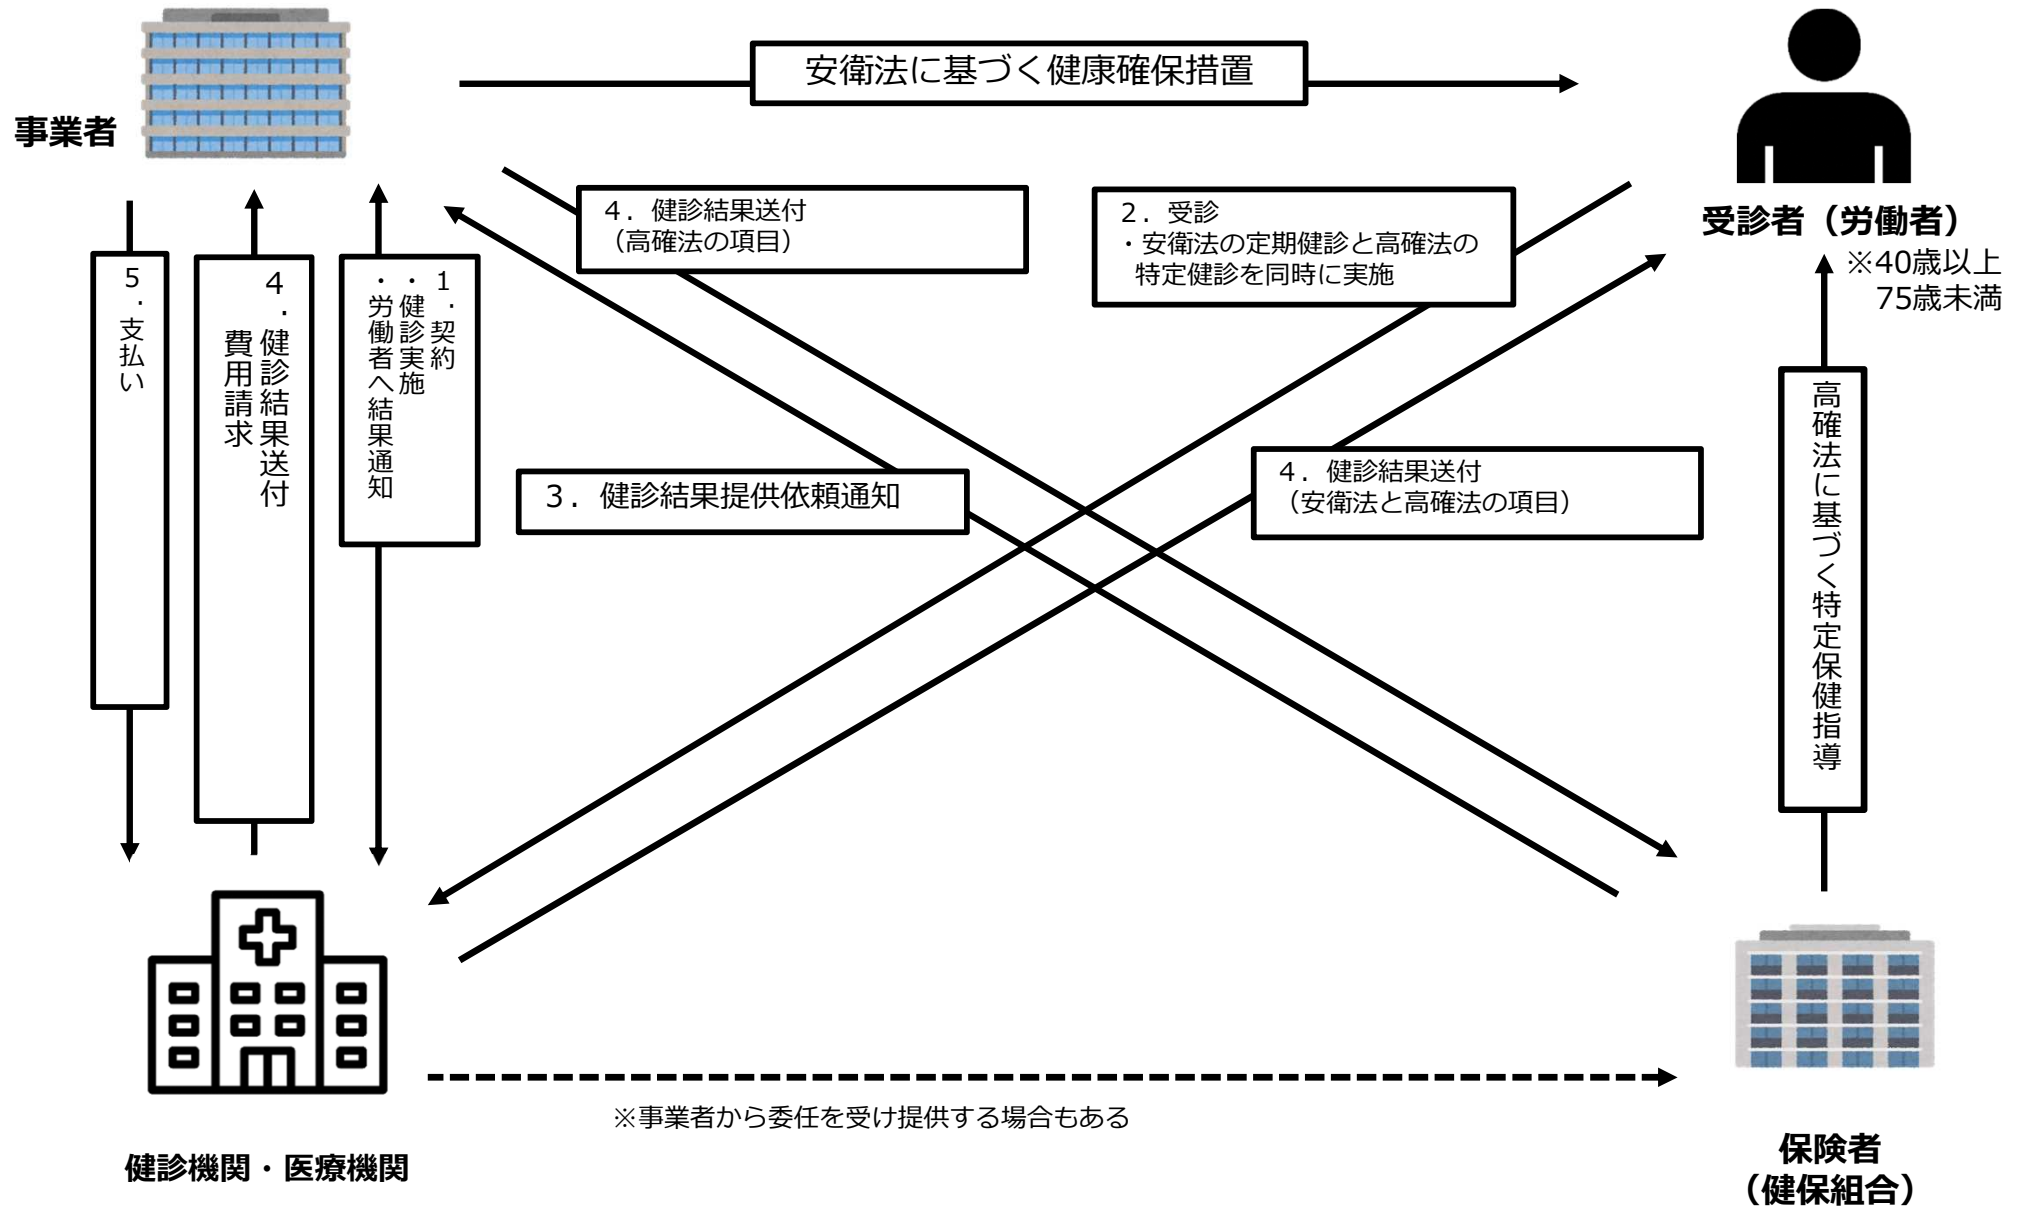 安衛法に基づく健康確保措置
事業者
受診者（労働者）
※40歳以上
75歳未満
４．健診結果送付
（高確法の項目）
２．受診
・安衛法の定期健診と高確法の
特定健診を同時に実施
５．支払い
４．健診結果送付
費用請求
１．契約
・健診実施
・労働者へ結果通知
３．健診結果提供依頼通知
４．健診結果送付
（安衛法と高確法の項目）
高確法に基づく特定保健指導
※事業者から委任を受け提供する場合もある
健診機関・医療機関
保険者
（健保組合）